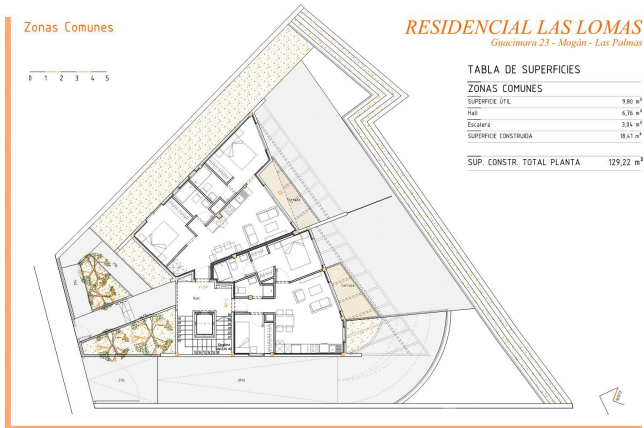 Zonas Comunes
0 1 2 3 4 5
RESIDENCIAL LAS LOMAS
Guacimara 23 - Mogán - Las Palmas
TABLA DE SUPERFICIES
ZONAS COMUNES
SUPERFICIE ÚTIL 9,80 m²
Hall 6,76 m²
Escalera 3,04 m²
SUPERFICIE CONSTRUIDA 18,41 m²
SUP. CONSTR. TOTAL PLANTA 129,22 m²
Terraza
Terraza
Hall